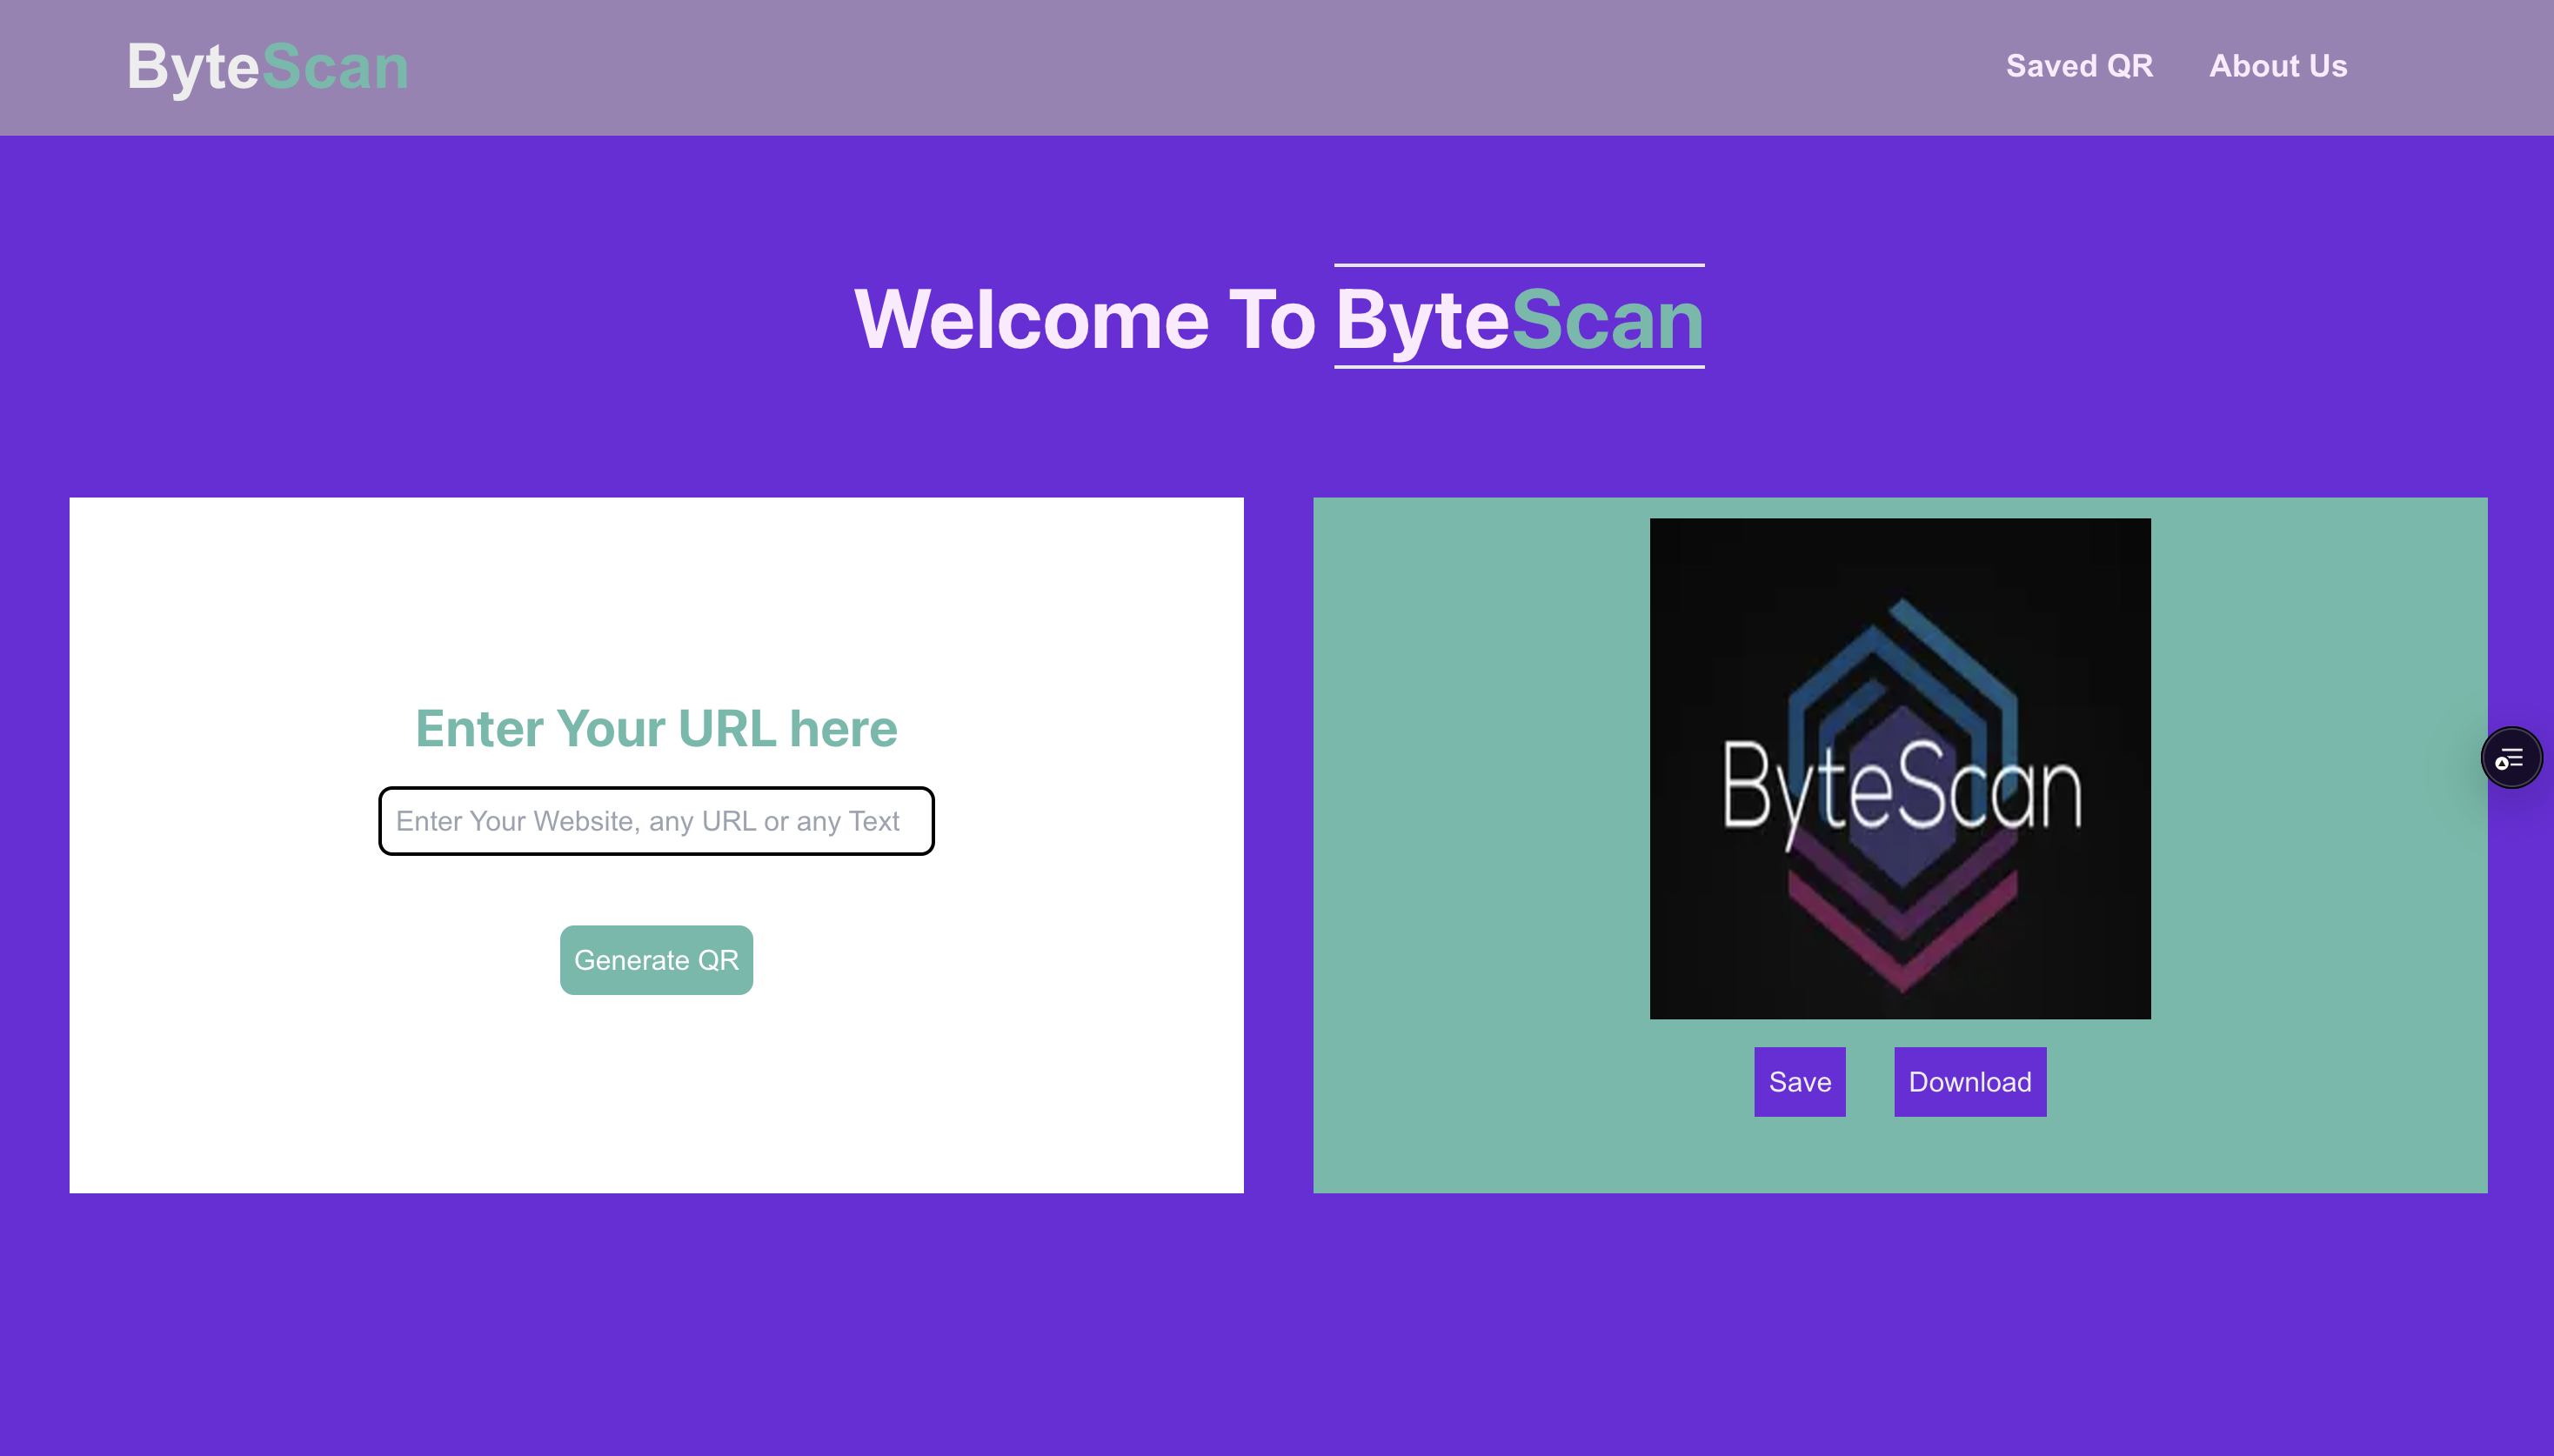 ByteScan
Saved QR
About Us
Welcome To ByteScan
Enter Your URL here
Enter Your Website, any URL or any Text
Generate QR
ByteScan
Save
Download